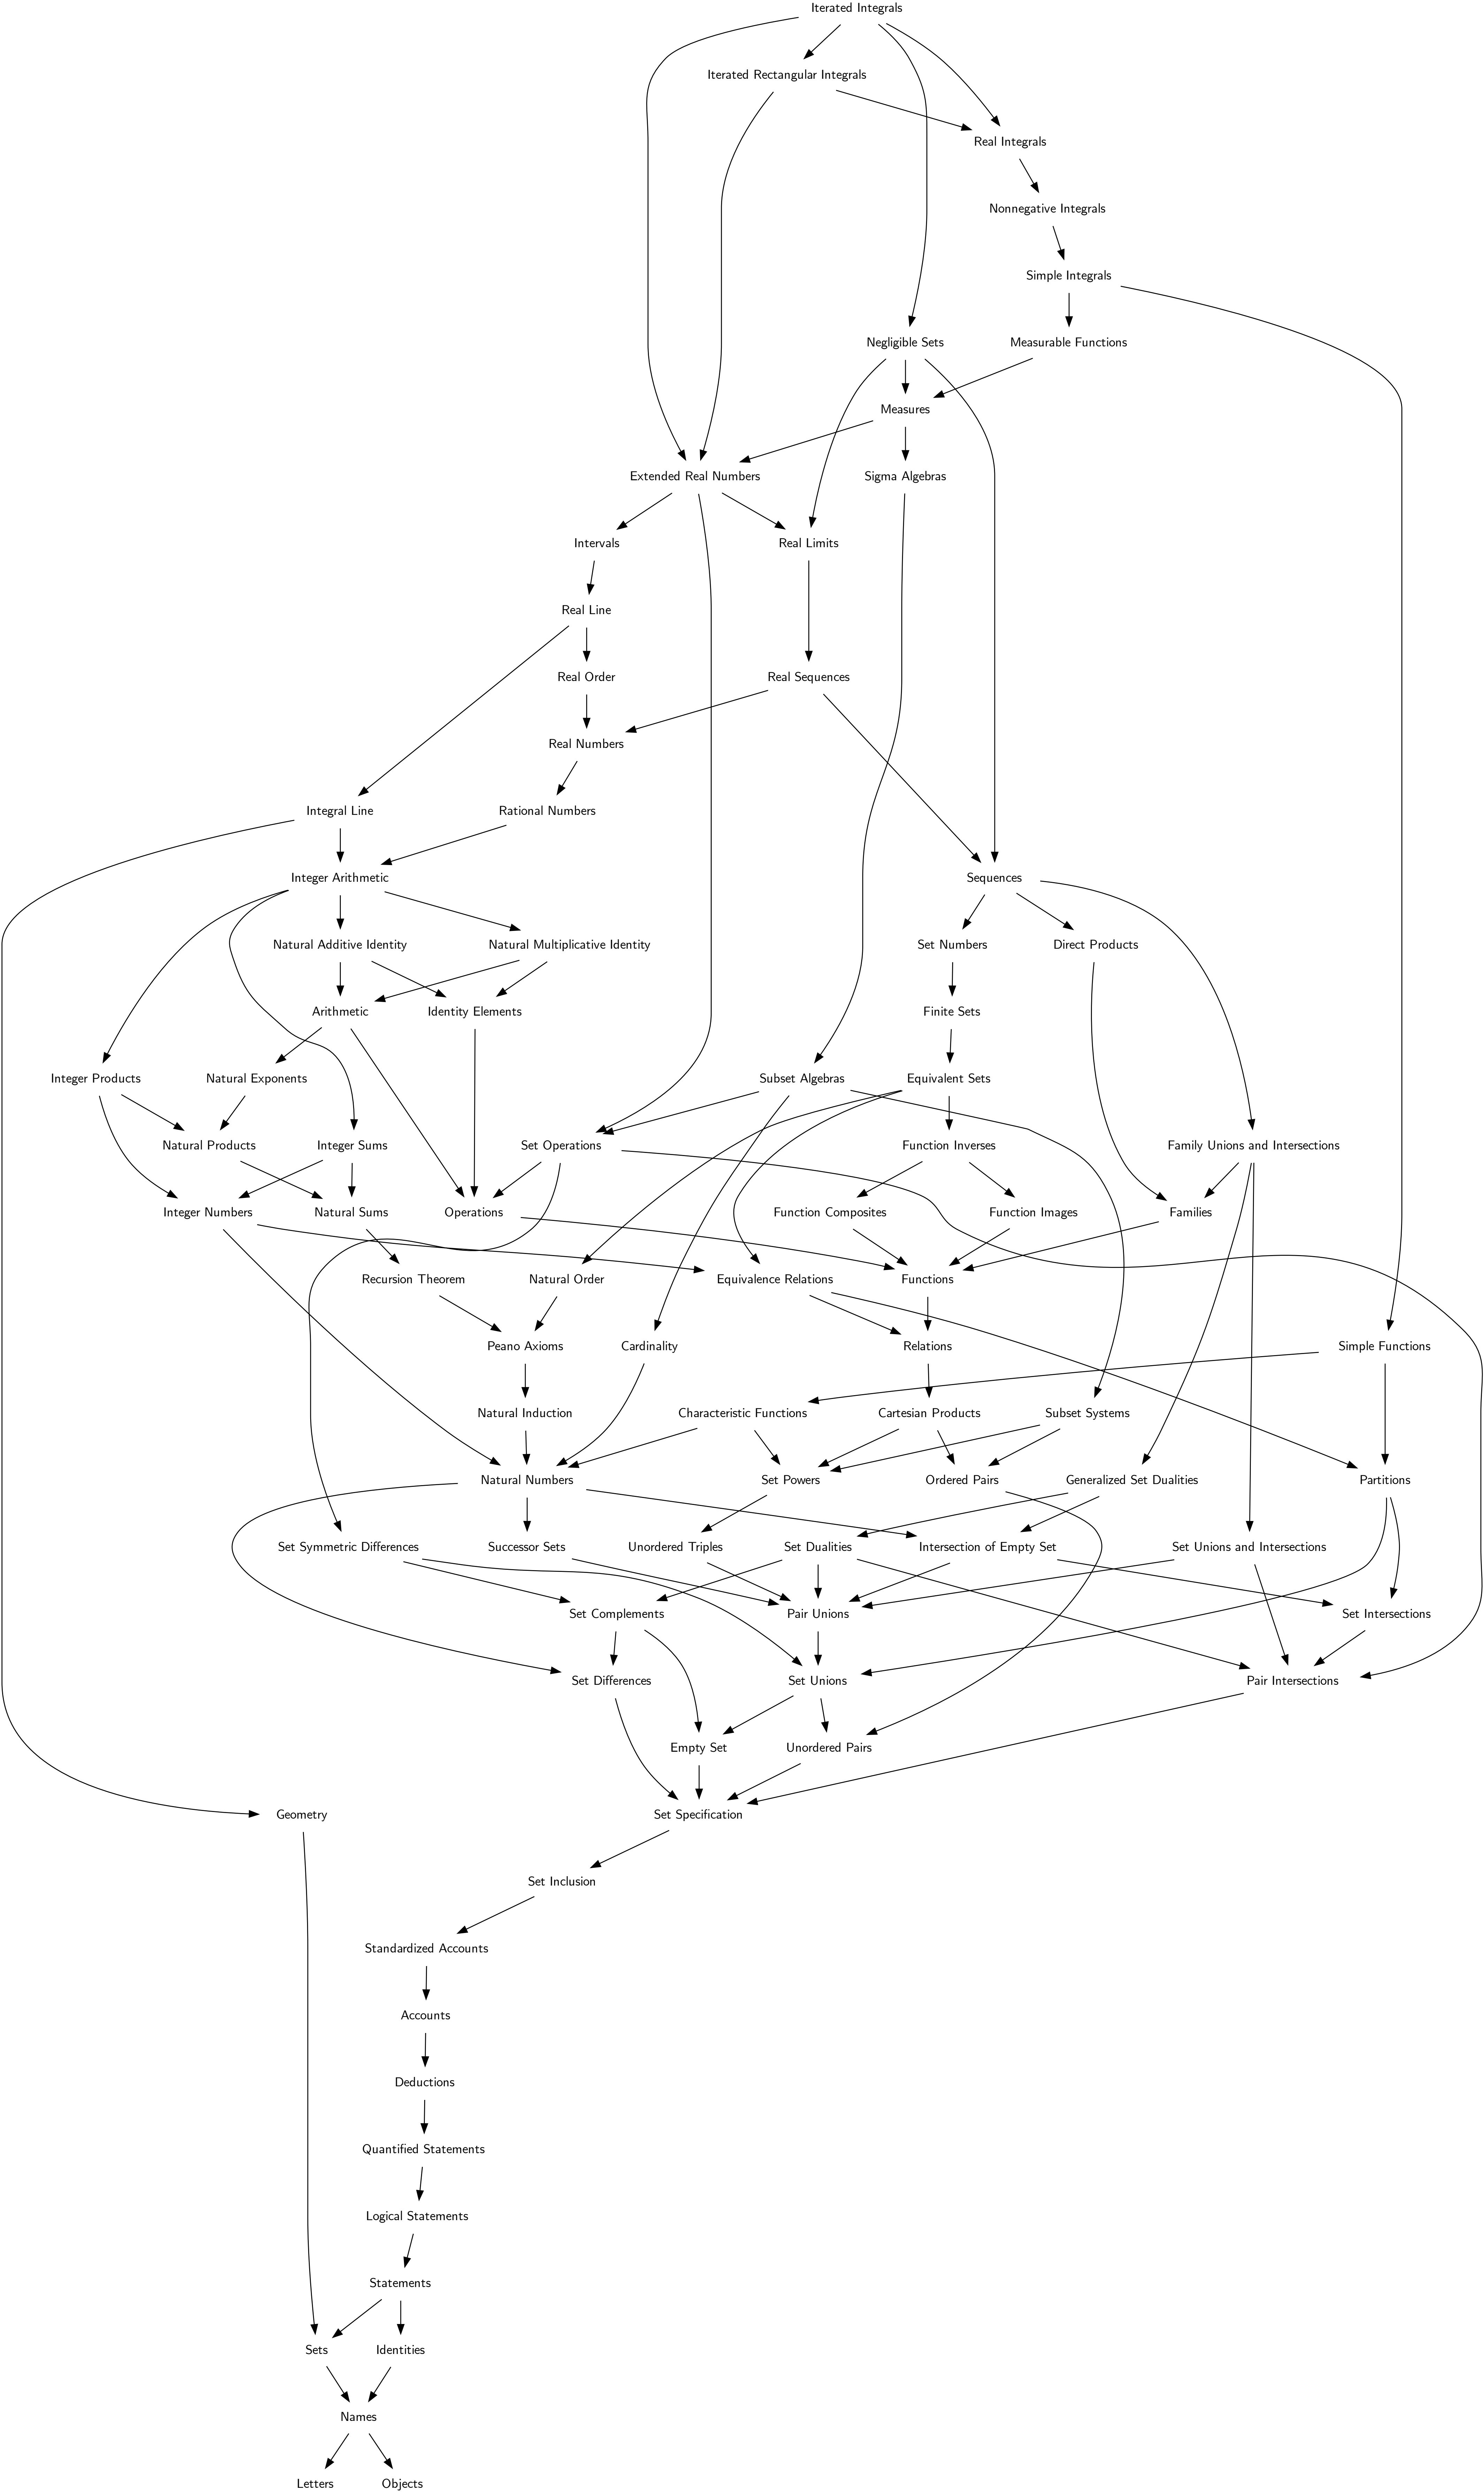 Iterated Integrals
Iterated Rectangular Integrals
Real Integrals
Nonnegative Integrals
Simple Integrals
Negligible Sets
Measurable Functions
Measures
Extended Real Numbers
Sigma Algebras
Intervals
Real Limits
Real Line
Real Order
Real Sequences
Real Numbers
Integral Line
Rational Numbers
Integer Arithmetic
Sequences
Natural Additive Identity
Natural Multiplicative Identity
Set Numbers
Direct Products
Arithmetic
Identity Elements
Finite Sets
Integer Products
Natural Exponents
Subset Algebras
Equivalent Sets
Natural Products
Integer Sums
Set Operations
Function Inverses
Family Unions and Intersections
Integer Numbers
Natural Sums
Operations
Function Composites
Function Images
Families
Recursion Theorem
Natural Order
Equivalence Relations
Functions
Peano Axioms
Cardinality
Relations
Simple Functions
Natural Induction
Characteristic Functions
Cartesian Products
Subset Systems
Natural Numbers
Set Powers
Ordered Pairs
Generalized Set Dualities
Partitions
Set Symmetric Differences
Successor Sets
Unordered Triples
Set Dualities
Intersection of Empty Set
Set Unions and Intersections
Set Complements
Pair Unions
Set Intersections
Set Differences
Set Unions
Pair Intersections
Empty Set
Unordered Pairs
Geometry
Set Specification
Set Inclusion
Standardized Accounts
Accounts
Deductions
Quantified Statements
Logical Statements
Statements
Sets
Identities
Names
Letters
Objects